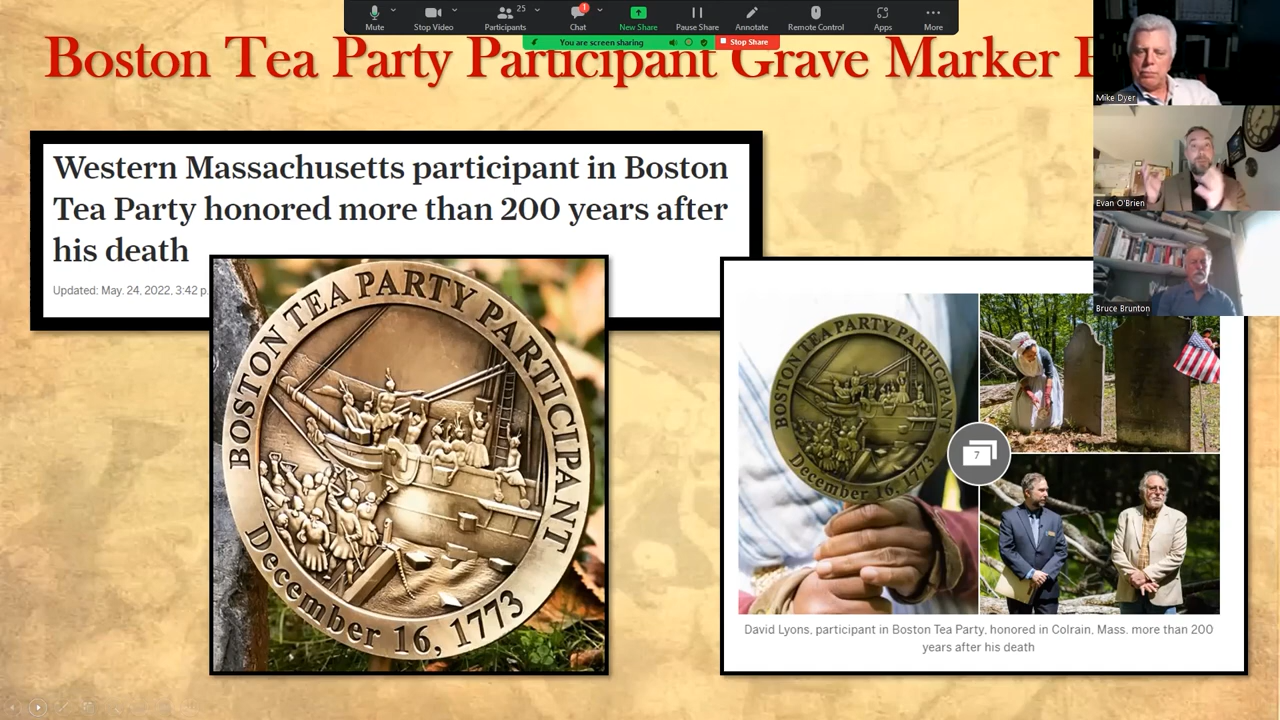 Mute
Stop Video
Participants
25
Chat
1
New Share
Pause Share
Annotate
Remote Control
Apps
More
You are screen sharing
Stop Share
Boston Tea Party Participant Grave Marker
Mike Dyer
Evan O'Brien
Bruce Brunton
Western Massachusetts participant in Boston
Tea Party honored more than 200 years after
his death
Updated: May. 24, 2022, 3:42 p.
BOSTON TEA PARTY PARTICIPANT
December 16, 1773
BOSTON TEA PARTY PARTICIPANT
December 16, 1773
7
David Lyons, participant in Boston Tea Party, honored in Colrain, Mass. more than 200
years after his death